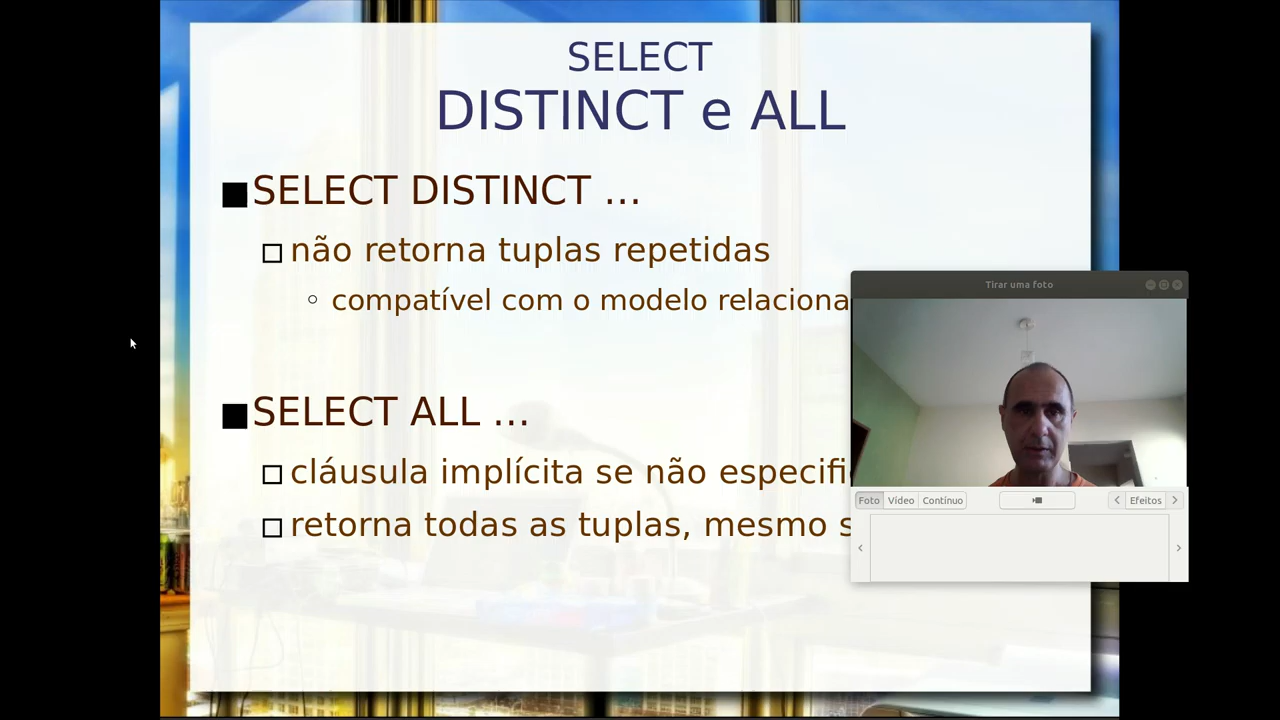 SELECT
DISTINCT e ALL
SELECT DISTINCT ...
não retorna tuplas repetidas
compatível com o modelo relaciona
SELECT ALL ...
cláusula implícita se não especifi
retorna todas as tuplas, mesmo s
Tirar uma foto
Foto Vídeo Contínuo Efeitos